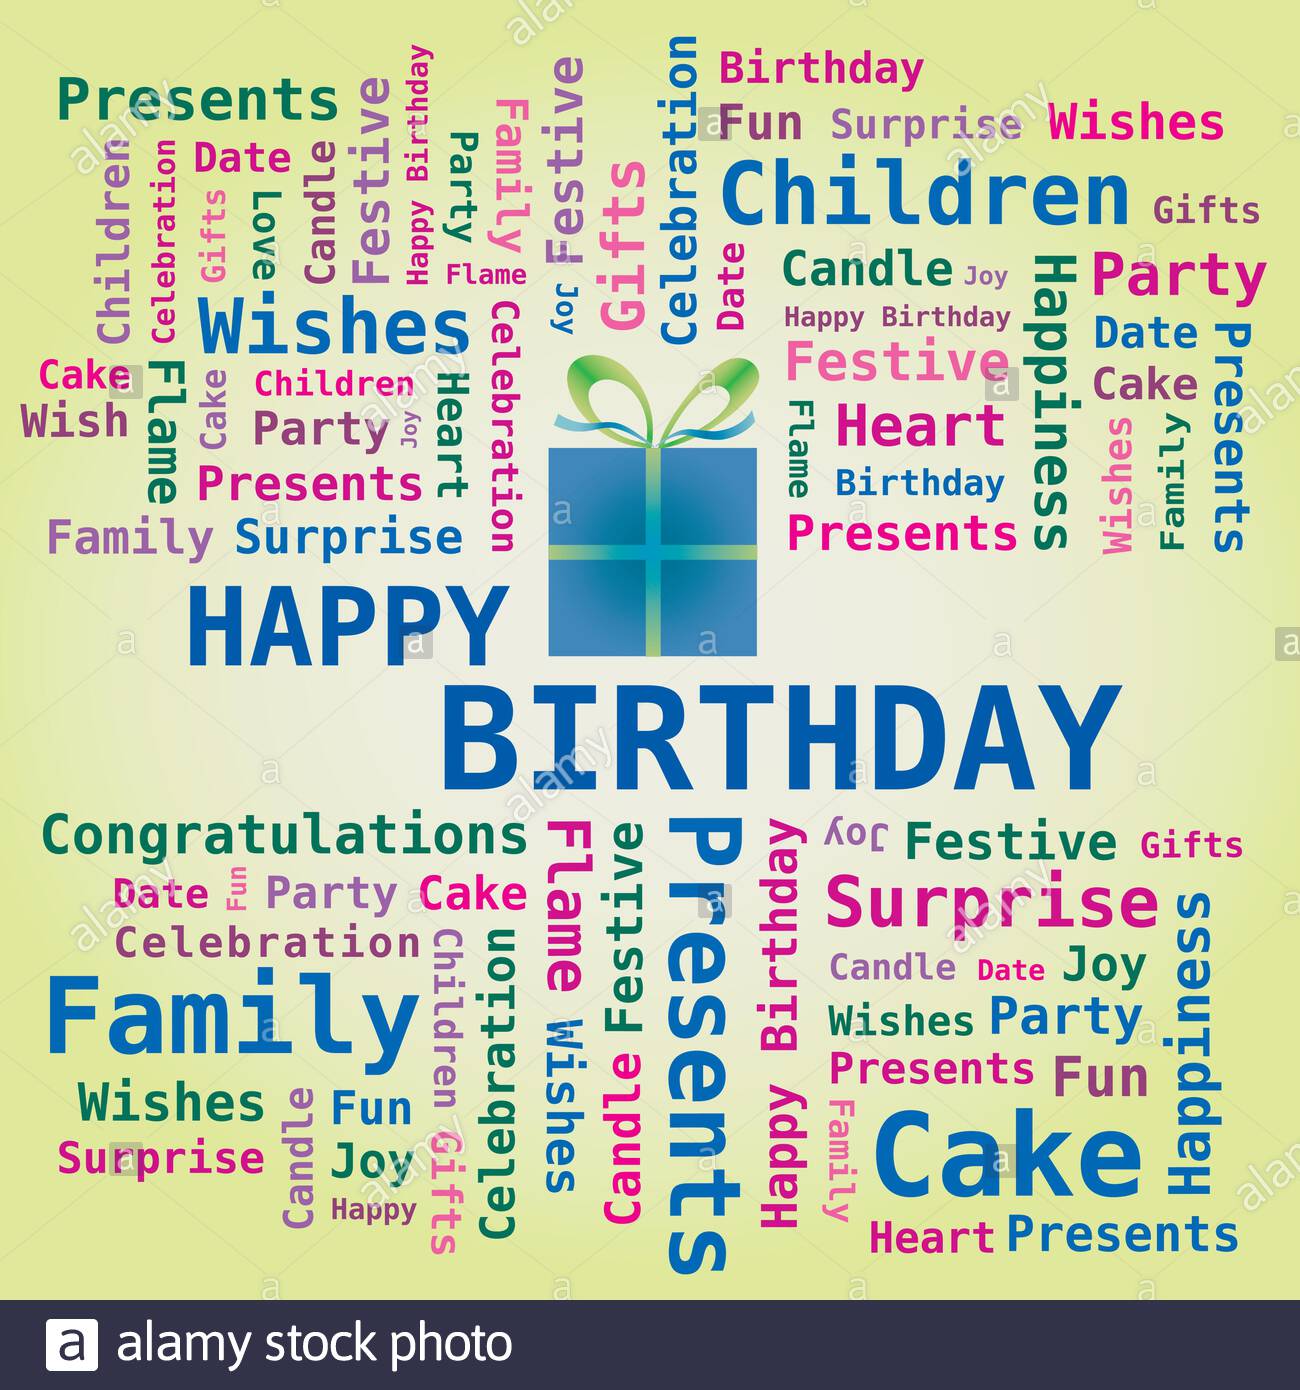 Presents
Children
Celebration
Date
Gifts
Love
Candle
Festive
Happy Birthday
Party
Family
Flame
Festive
Joy
Gifts
Celebration
Date
Birthday
Fun Surprise Wishes
Children Gifts
Candle Joy
Happiness
Party
Happy Birthday
Date
Presents
Festive
Cake
Wishes
Celebration
Cake
Wish
Flame
Cake
Children
Party
Joy
Heart
Presents
Family Surprise
Flame
Heart
Birthday
Presents
Wishes
Family
HAPPY
BIRTHDAY
Congratulations
Date
Fun
Party Cake
Celebration
Family
Children
Celebration
Wishes
Surprise
Candle
Fun
Joy
Happy
Gifts
Flame
Wishes
Festive
Candle
Presents
Happy Birthday
Joy
Festive Gifts
Surprise
Candle Date Joy
Wishes Party
Presents Fun
Happiness
Family
Cake
Heart Presents
a alamy stock photo